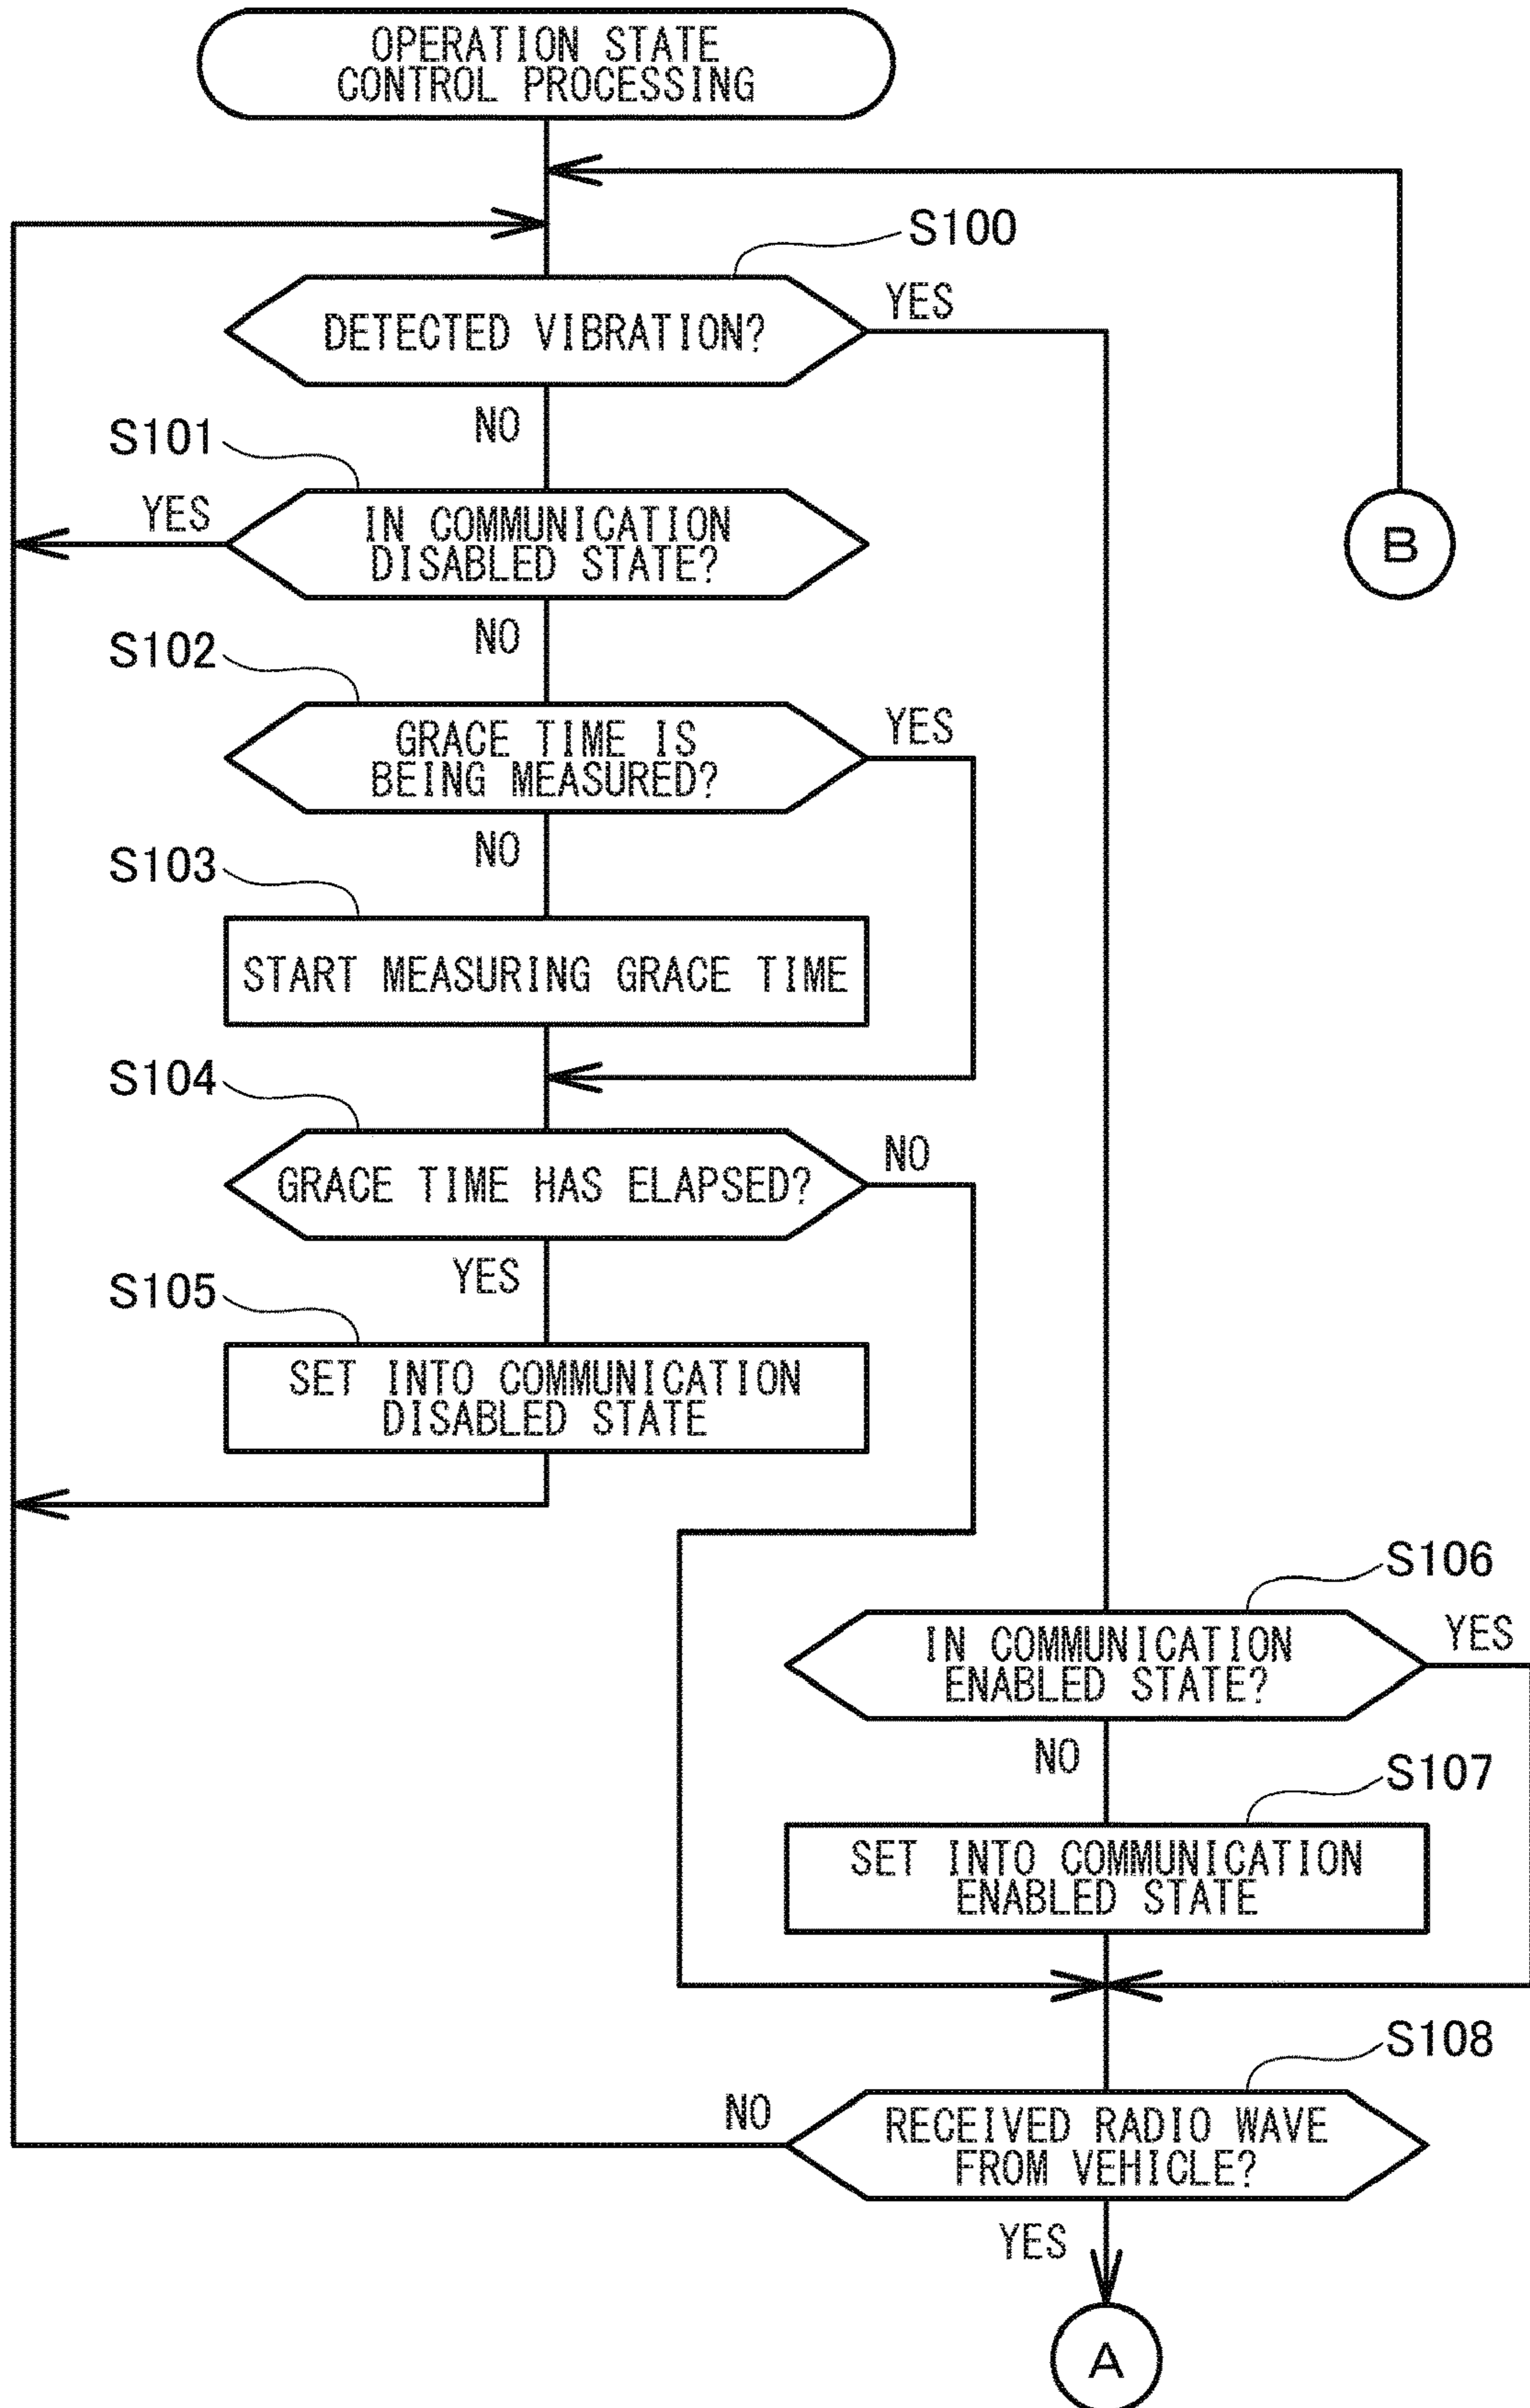 OPERATION STATE
CONTROL PROCESSING
S100
DETECTED VIBRATION?
YES
NO
S101
YES
IN COMMUNICATION
DISABLED STATE?
B
NO
S102
GRACE TIME IS
BEING MEASURED?
YES
NO
S103
START MEASURING GRACE TIME
S104
GRACE TIME HAS ELAPSED?
NO
YES
S105
SET INTO COMMUNICATION
DISABLED STATE
S106
IN COMMUNICATION
ENABLED STATE?
YES
NO
S107
SET INTO COMMUNICATION
ENABLED STATE
S108
NO
RECEIVED RADIO WAVE
FROM VEHICLE?
YES
A